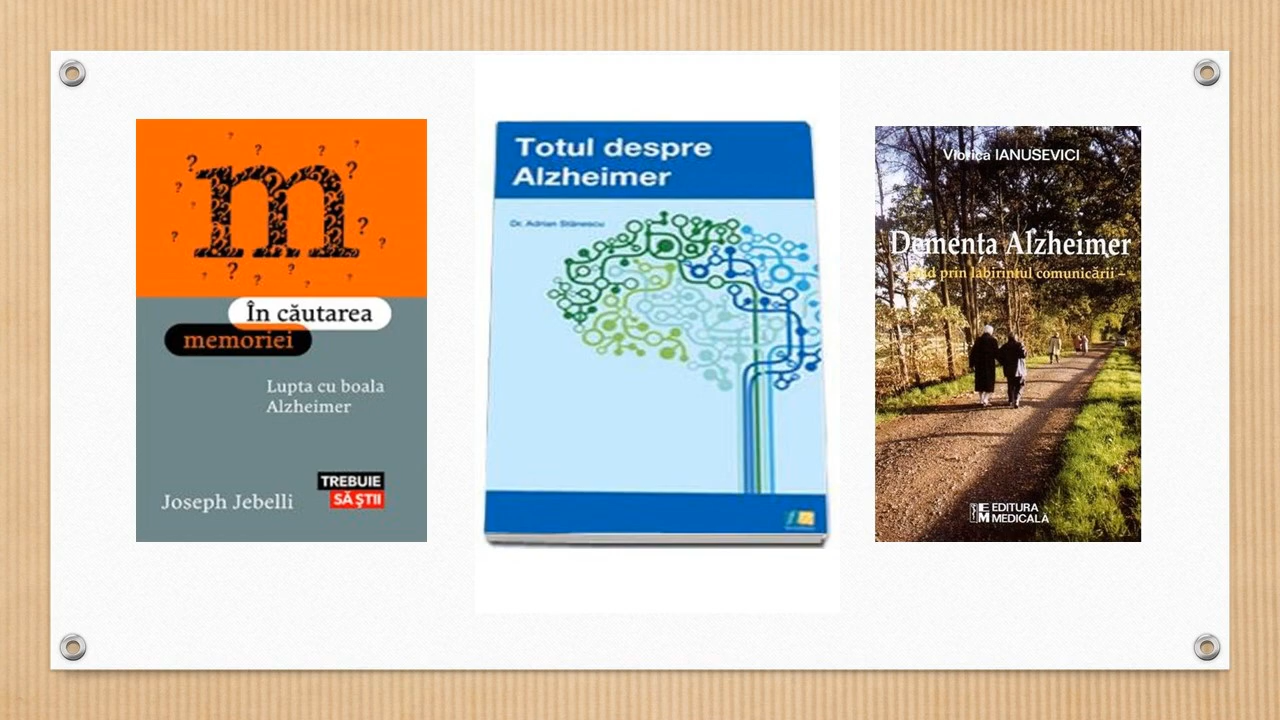 m
În căutarea
memoriei
Lupta cu boala
Alzheimer
TREBUIE
SĂ ȘTII
Joseph Jebelli
Totul despre
Alzheimer
Dr. Adrian Stănescu
Viorica IANUSEVICI
Demența Alzheimer
prin labirintul comunicării –
EDITURA
MEDICALĂ